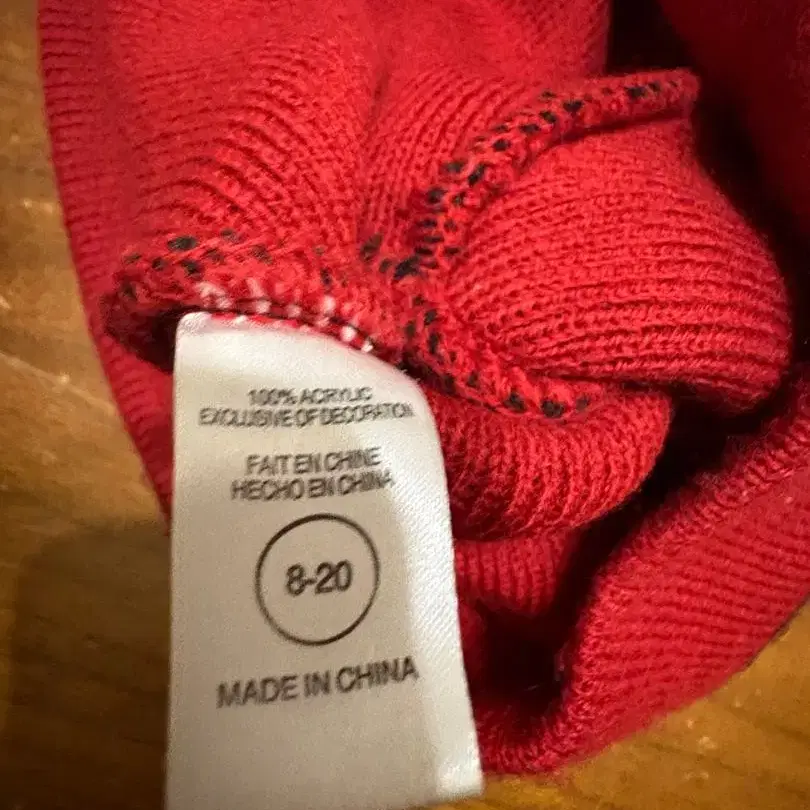 100% ACRYLIC
EXCLUSIVE OF DECORATION
FAIT EN CHINE
HECHO EN CHINA
8-20
MADE IN CHINA